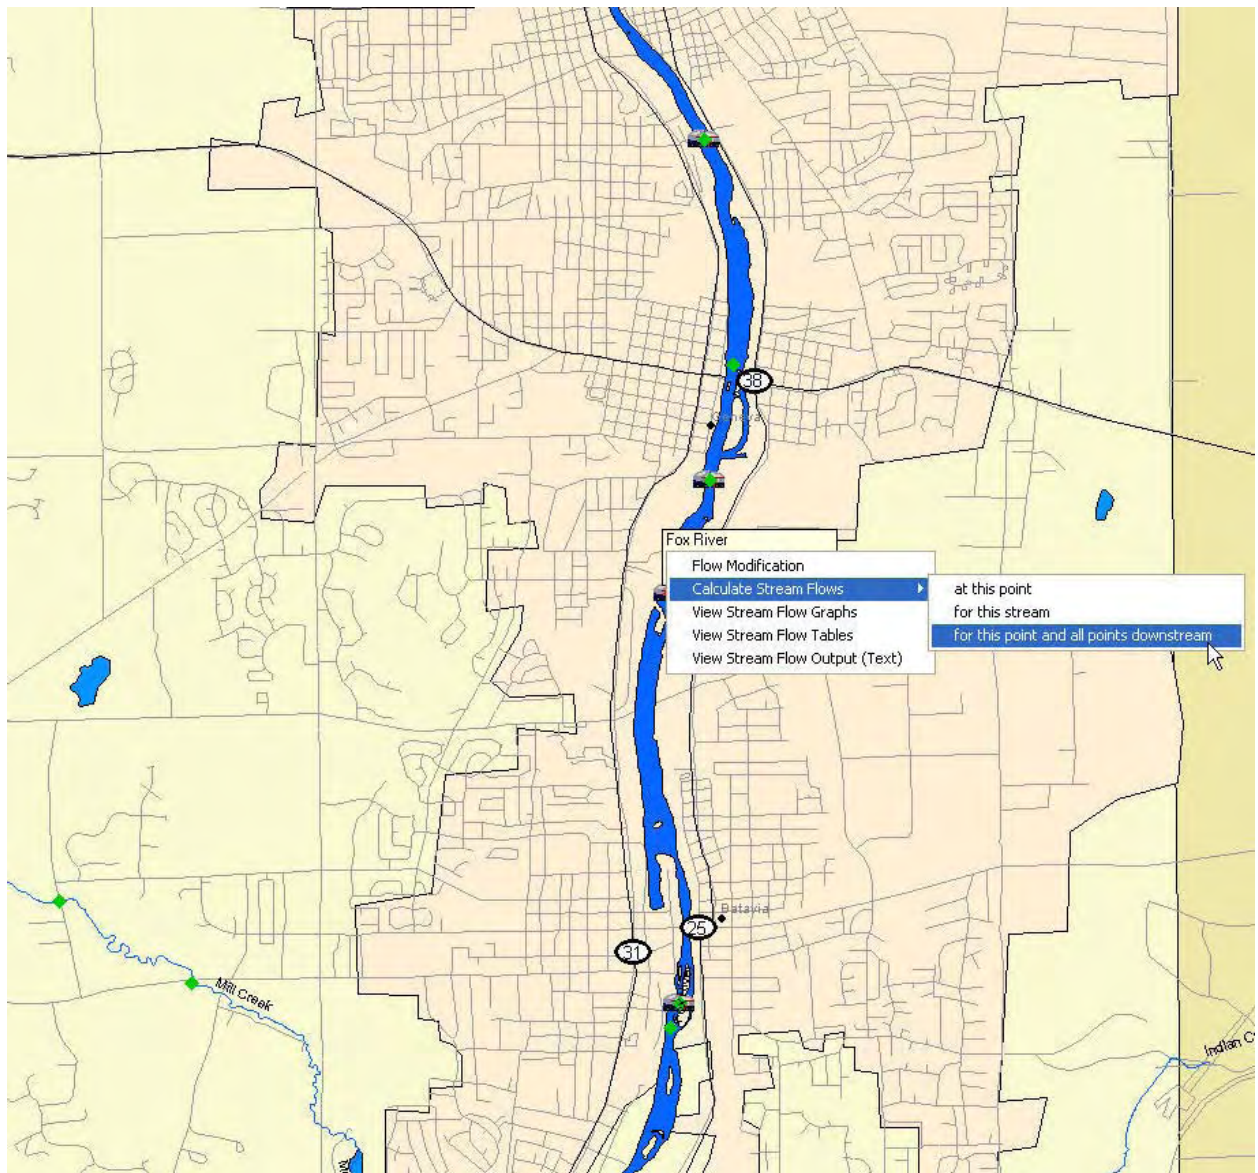 38
Geneva
Fox River
Flow Modification
Calculate Stream Flows
at this point
View Stream Flow Graphs
for this stream
View Stream Flow Tables
for this point and all points downstream
View Stream Flow Output (Text)
Batavia
25
31
Mill Creek
Indian C